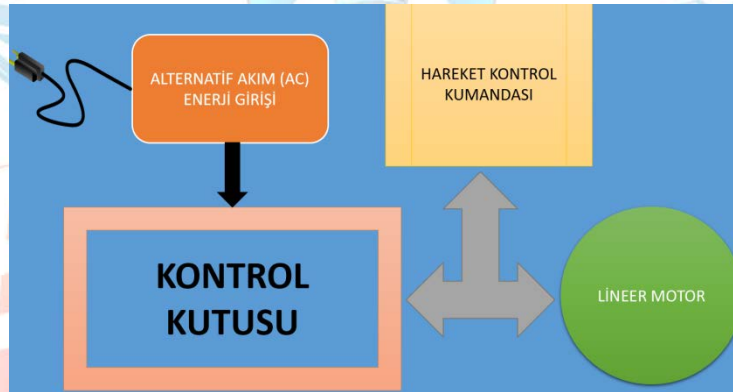 ALTERNATİF AKIM (AC)
ENERJİ GİRİŞİ
HAREKET KONTROL
KUMANDASI
KONTROL
KUTUSU
LİNEER MOTOR